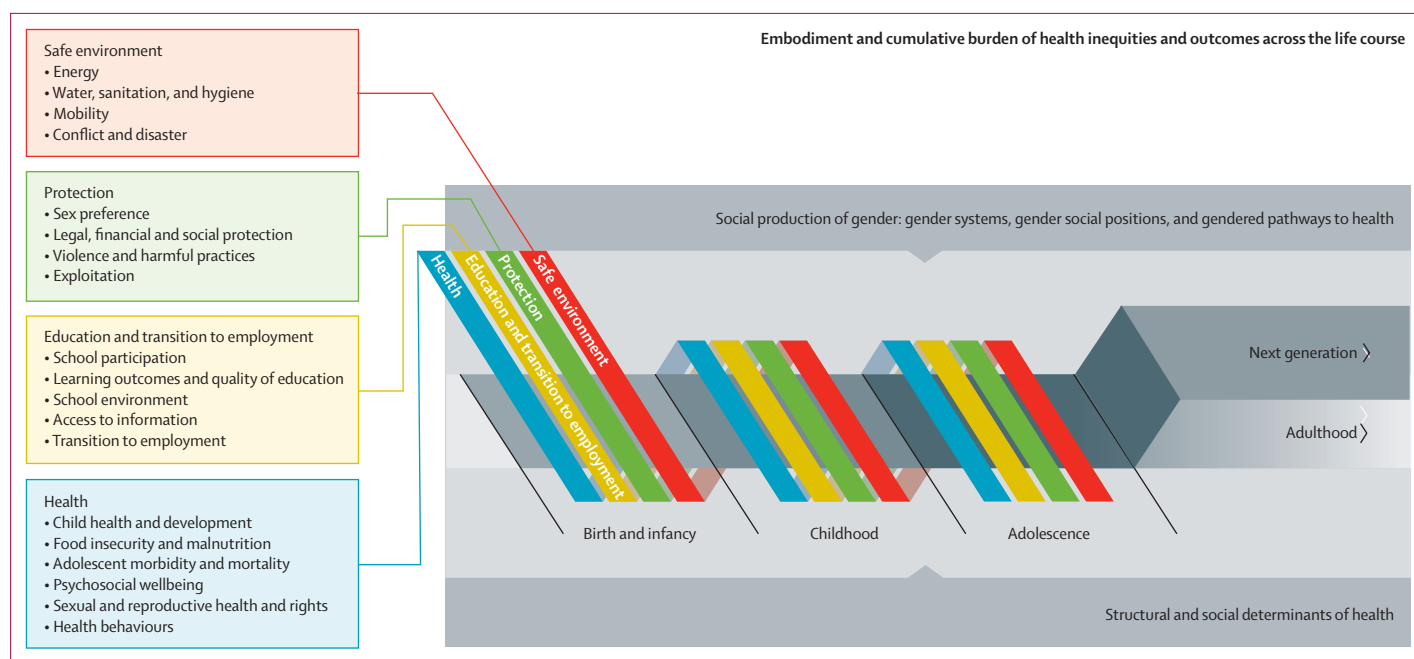 Embodiment and cumulative burden of health inequities and outcomes across the life course
Safe environment
• Energy
• Water, sanitation, and hygiene
• Mobility
• Conflict and disaster
Protection
• Sex preference
• Legal, financial and social protection
• Violence and harmful practices
• Exploitation
Education and transition to employment
• School participation
• Learning outcomes and quality of education
• School environment
• Access to information
• Transition to employment
Health
• Child health and development
• Food insecurity and malnutrition
• Adolescent morbidity and mortality
• Psychosocial wellbeing
• Sexual and reproductive health and rights
• Health behaviours
Social production of gender: gender systems, gender social positions, and gendered pathways to health
Health
Education and transition to employment
Protection
Safe environment
Next generation
Adulthood
Birth and infancy
Childhood
Adolescence
Structural and social determinants of health